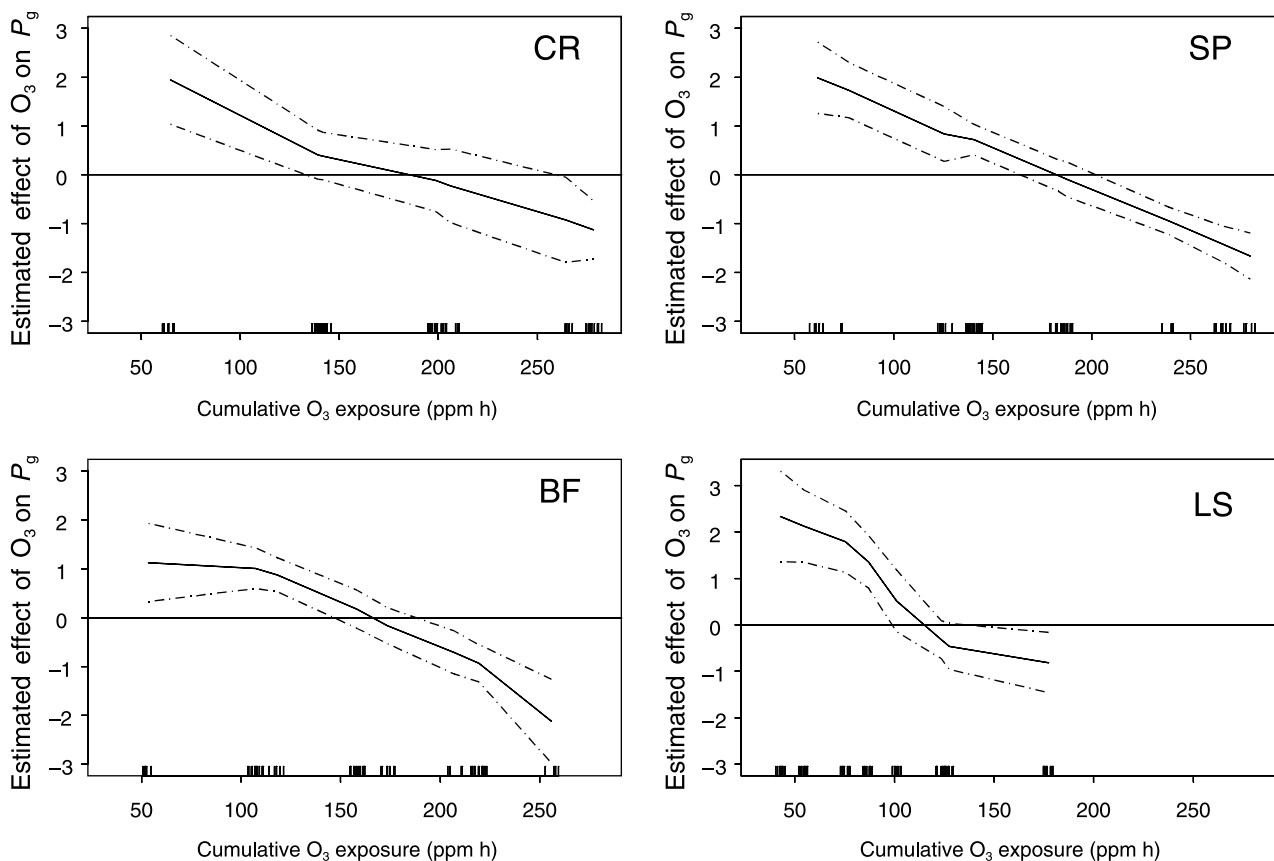 CR
Estimated effect of O₃ on Pg
3
2
1
0
–1
–2
–3
50 100 150 200 250
Cumulative O₃ exposure (ppm h)
SP
Estimated effect of O₃ on Pg
3
2
1
0
–1
–2
–3
50 100 150 200 250
Cumulative O₃ exposure (ppm h)
BF
Estimated effect of O₃ on Pg
3
2
1
0
–1
–2
–3
50 100 150 200 250
Cumulative O₃ exposure (ppm h)
LS
Estimated effect of O₃ on Pg
3
2
1
0
–1
–2
–3
50 100 150 200 250
Cumulative O₃ exposure (ppm h)